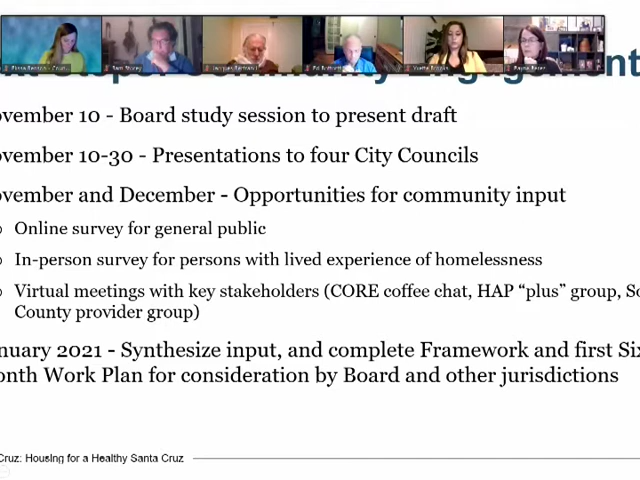 ovember 10 - Board study session to present draft
ovember 10-30 - Presentations to four City Councils
ovember and December - Opportunities for community input
Online survey for general public
In-person survey for persons with lived experience of homelessness
Virtual meetings with key stakeholders (CORE coffee chat, HAP “plus” group, So
County provider group)
nuary 2021 - Synthesize input, and complete Framework and first Six
onth Work Plan for consideration by Board and other jurisdictions
Cruz: Housing for a Healthy Santa Cruz